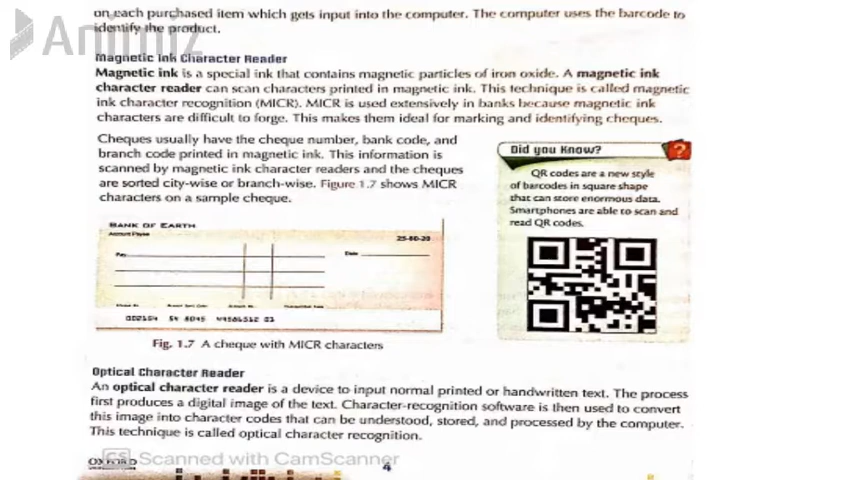 on each purchased item which gets input into the computer. The computer uses the barcode to
identify the product.
Magnetic Ink Character Reader
Magnetic ink is a special ink that contains magnetic particles of iron oxide. A magnetic ink
character reader can scan characters printed in magnetic ink. This technique is called magnetic
ink character recognition (MICR). MICR is used extensively in banks because magnetic ink
characters are difficult to forge. This makes them ideal for marking and identifying cheques.
Cheques usually have the cheque number, bank code, and
branch code printed in magnetic ink. This information is
scanned by magnetic ink character readers and the cheques
are sorted city-wise or branch-wise. Figure 1.7 shows MICR
characters on a sample cheque.
BANK OF EARTH
Account Payee
25-80-20
Pay
Date
Fig. 1.7 A cheque with MICR characters
Did you Know?
QR codes are a new style
of barcodes in square shape
that can store enormous data.
Smartphones are able to scan and
read QR codes.
Optical Character Reader
An optical character reader is a device to input normal printed or handwritten text. The process
first produces a digital image of the text. Character-recognition software is then used to convert
this image into character codes that can be understood, stored, and processed by the computer.
This technique is called optical character recognition.
OXFORD
CS Scanned with CamScanner
4